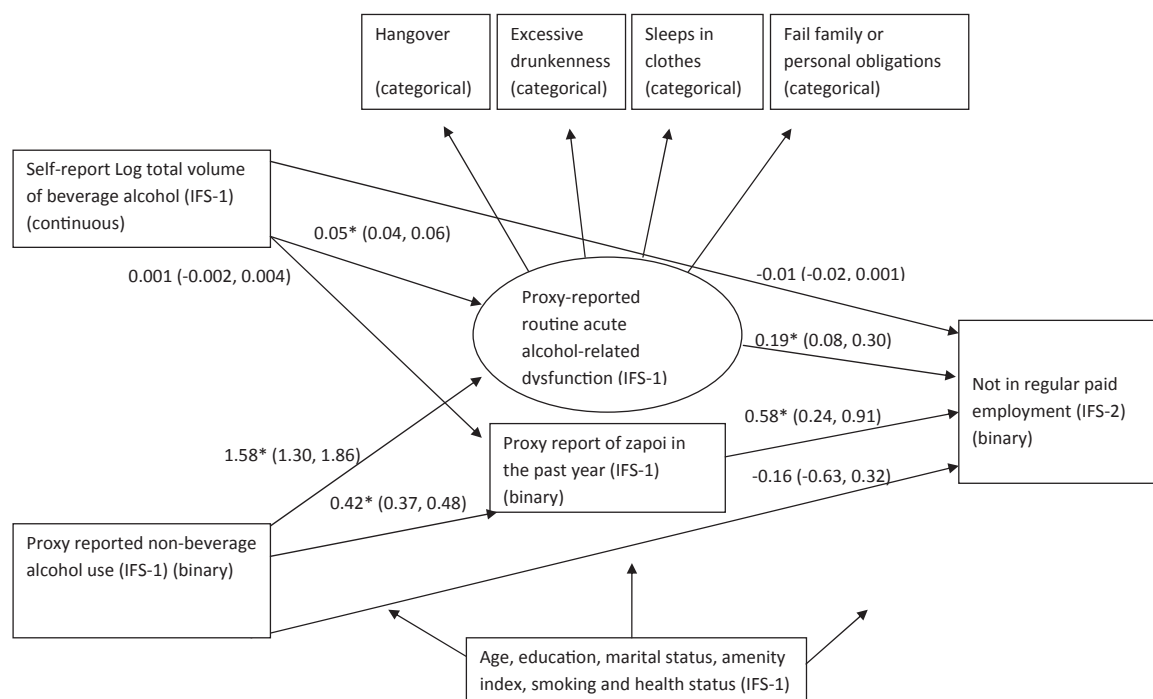 Hangover
(categorical)
Excessive
drunkenness
(categorical)
Sleeps in
clothes
(categorical)
Fail family or
personal obligations
(categorical)
Self-report Log total volume
of beverage alcohol (IFS-1)
(continuous)
0.05* (0.04, 0.06)
0.001 (-0.002, 0.004)
-0.01 (-0.02, 0.001)
Proxy-reported
routine acute
alcohol-related
dysfunction (IFS-1)
0.19* (0.08, 0.30)
Not in regular paid
employment (IFS-2)
(binary)
0.58* (0.24, 0.91)
Proxy report of zapoi in
the past year (IFS-1)
(binary)
1.58* (1.30, 1.86)
0.42* (0.37, 0.48)
-0.16 (-0.63, 0.32)
Proxy reported non-beverage
alcohol use (IFS-1) (binary)
Age, education, marital status, amenity
index, smoking and health status (IFS-1)